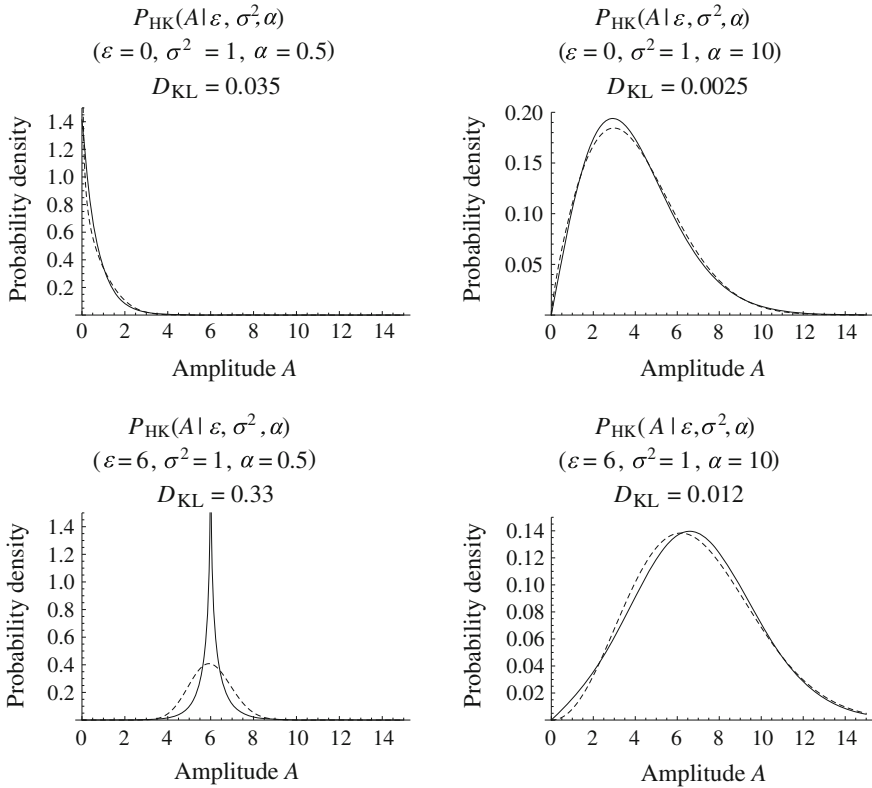 P_HK(A | ε, σ², α)
(ε = 0, σ² = 1, α = 0.5)
D_KL = 0.035
Probability density
1.4
1.2
1.0
0.8
0.6
0.4
0.2
0 2 4 6 8 10 12 14
Amplitude A
P_HK(A | ε, σ², α)
(ε = 0, σ² = 1, α = 10)
D_KL = 0.0025
Probability density
0.20
0.15
0.10
0.05
0 2 4 6 8 10 12 14
Amplitude A
P_HK(A | ε, σ², α)
(ε = 6, σ² = 1, α = 0.5)
D_KL = 0.33
Probability density
1.4
1.2
1.0
0.8
0.6
0.4
0.2
0 2 4 6 8 10 12 14
Amplitude A
P_HK(A | ε, σ², α)
(ε = 6, σ² = 1, α = 10)
D_KL = 0.012
Probability density
0.14
0.12
0.10
0.08
0.06
0.04
0.02
0 2 4 6 8 10 12 14
Amplitude A